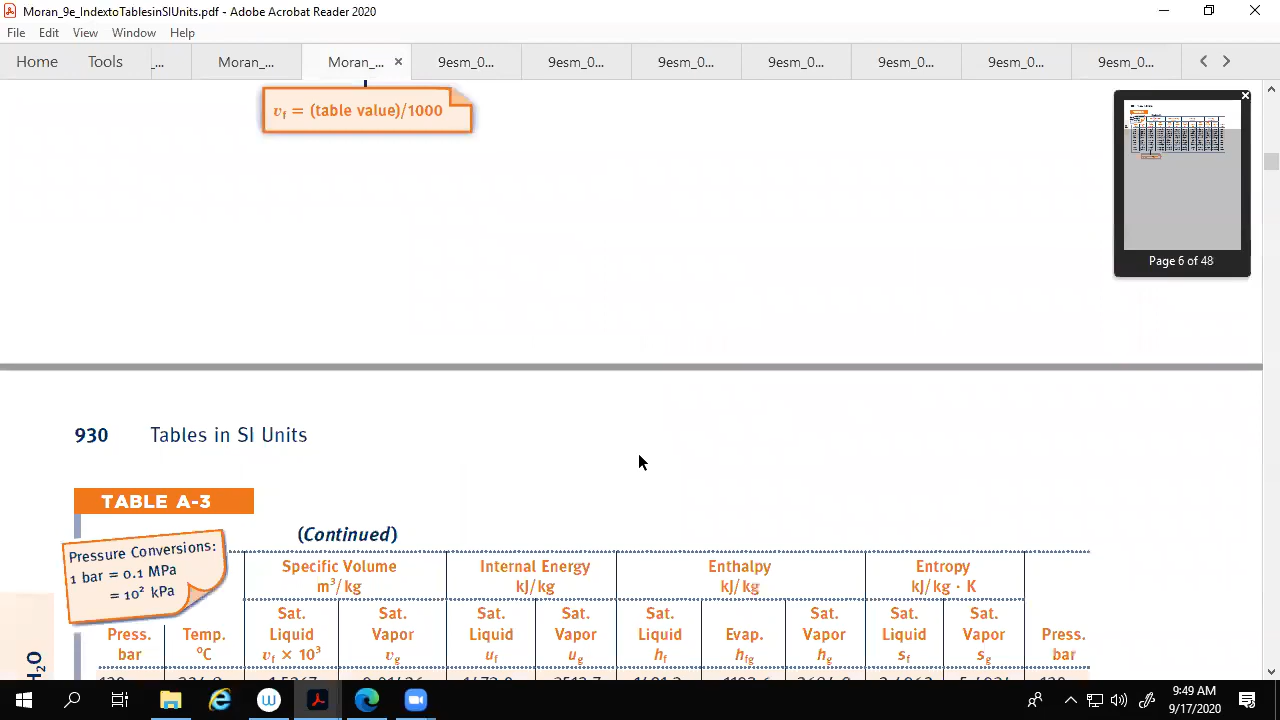 Moran_9e_IndextoTablesinSIUnits.pdf - Adobe Acrobat Reader 2020
File Edit View Window Help
Home Tools _... Moran_... Moran_... × 9esm_0... 9esm_0... 9esm_0... 9esm_0... 9esm_0... 9esm_0... 9esm_0...
vf = (table value)/1000
Page 6 of 48
930 Tables in SI Units
TABLE A-3
(Continued)
Pressure Conversions:
1 bar = 0.1 MPa
= 10² kPa
Specific Volume Internal Energy Enthalpy Entropy
m³/kg kJ/kg kJ/kg kJ/kg · K
Sat. Sat. Sat. Sat. Sat. Sat. Sat. Sat.
Press. Temp. Liquid Vapor Liquid Vapor Liquid Evap. Vapor Liquid Vapor Press.
bar °C vf × 10³ vg uf ug hf hfg hg sf sg bar
H₂O
9:49 AM
9/17/2020